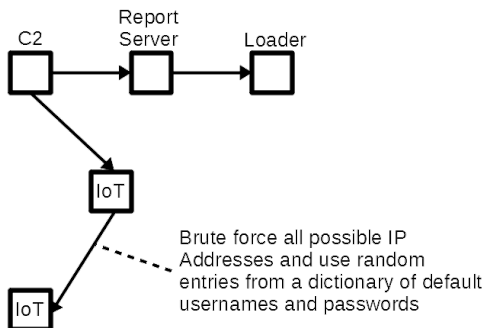 Report
C2
Server
Loader
IoT
Brute force all possible IP
Addresses and use random
entries from a dictionary of default
usernames and passwords
IoT